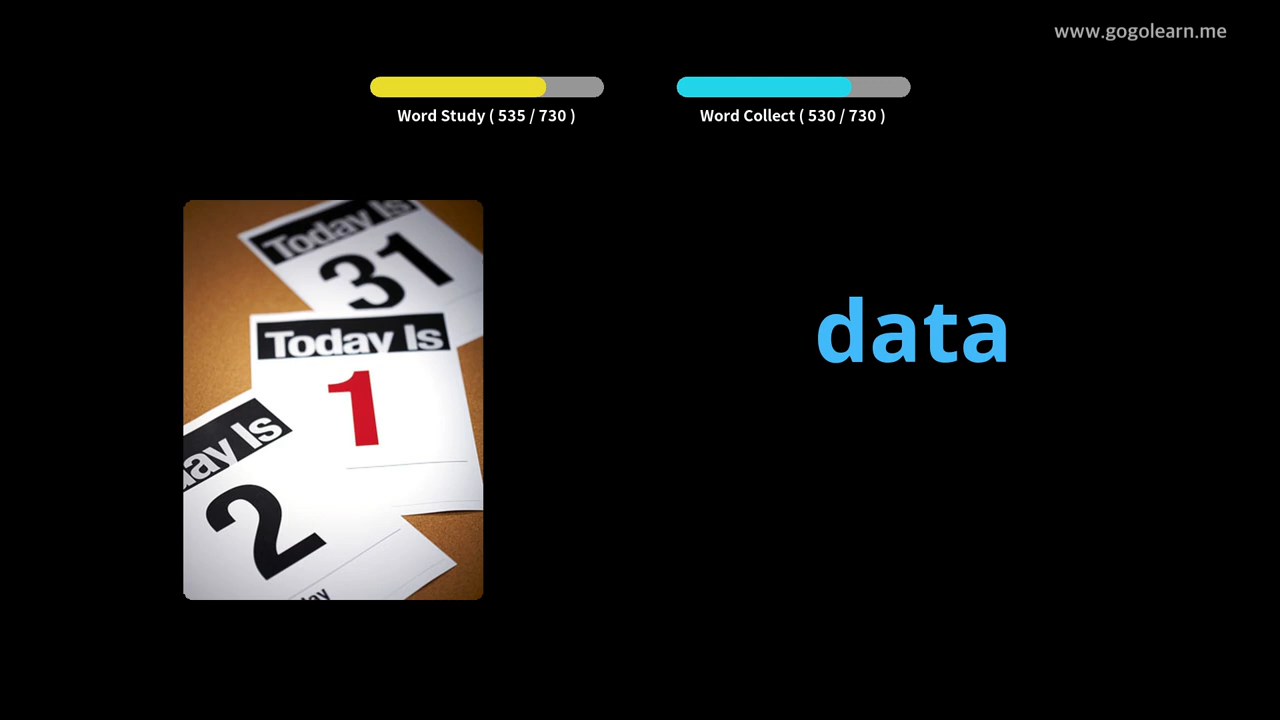 www.gogolearn.me
Word Study ( 535 / 730 )
Word Collect ( 530 / 730 )
Today Is
31
Today Is
1
data
ay Is
2